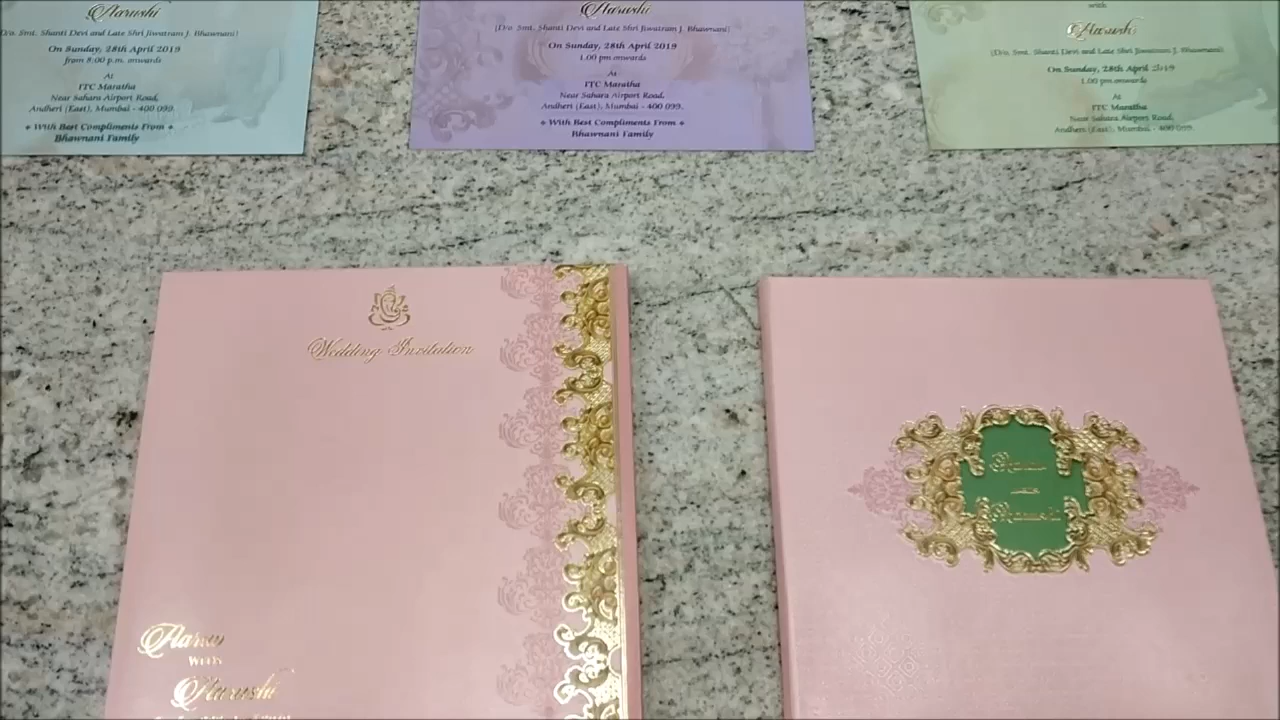 Aarushi
(D/o. Smt. Shanti Devi and Late Shri Jiwatram J. Bhawnani)
On Sunday, 28th April 2019
from 8:00 p.m. onwards
At
ITC Maratha
Near Sahara Airport Road,
Andheri (East), Mumbai - 400 099.
With Best Compliments From
Bhawnani Family
Aarushi
(D/o. Smt. Shanti Devi and Late Shri Jiwatram J. Bhawnani)
On Sunday, 28th April 2019
1.00 pm onwards
At
ITC Maratha
Near Sahara Airport Road,
Andheri (East), Mumbai - 400 099.
With Best Compliments From
Bhawnani Family
with
Aarushi
(D/o. Smt. Shanti Devi and Late Shri Jiwatram J. Bhawnani)
On Sunday, 28th April 2019
1.00 pm onwards
At
ITC Maratha
Near Sahara Airport Road,
Andheri (East), Mumbai - 400 099.
Wedding Invitation
WITH
Aarushi